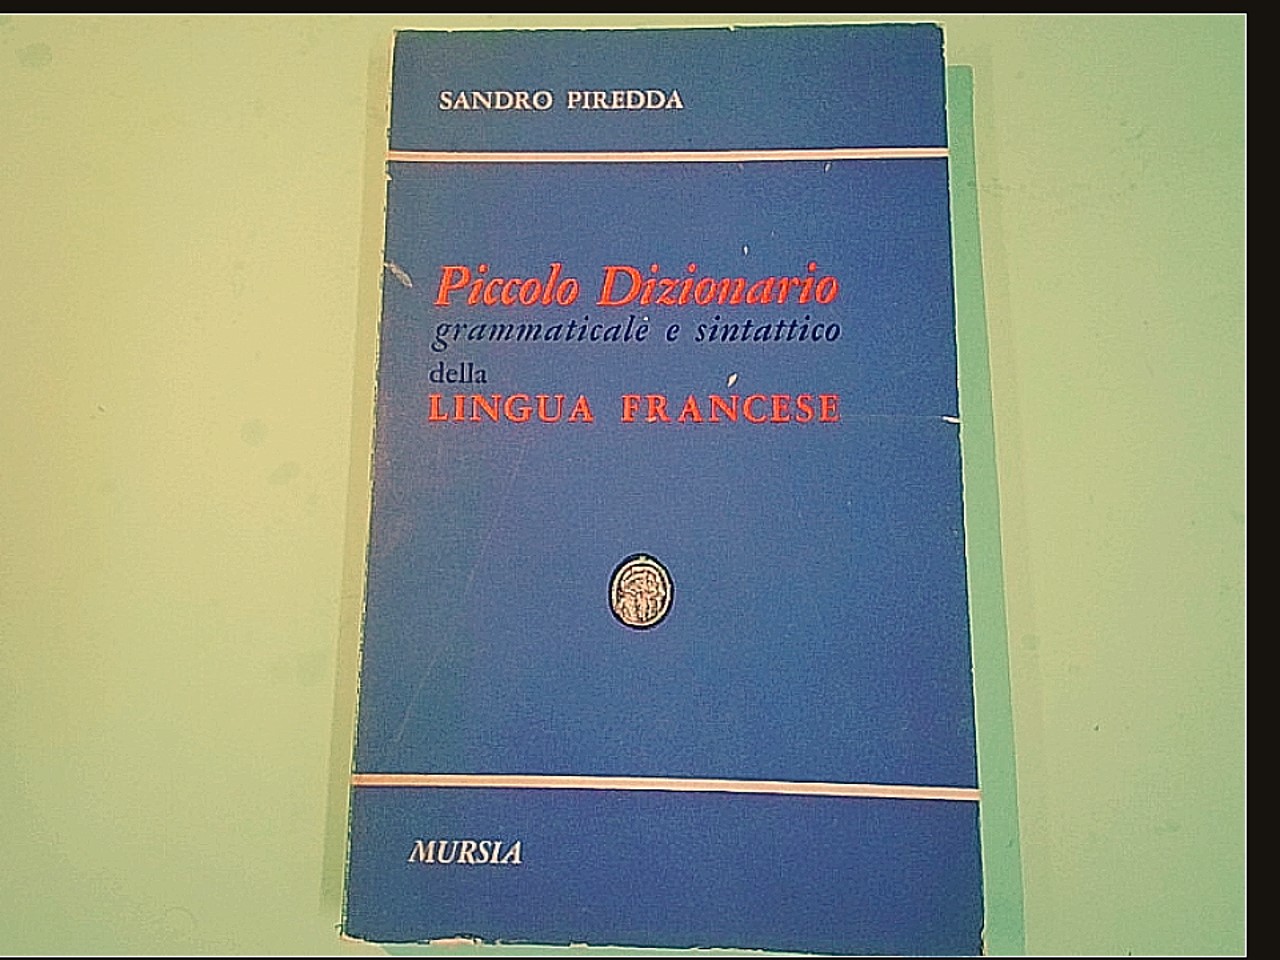 SANDRO PIREDDA
Piccolo Dizionario
grammaticale e sintattico
della
LINGUA FRANCESE
MURSIA